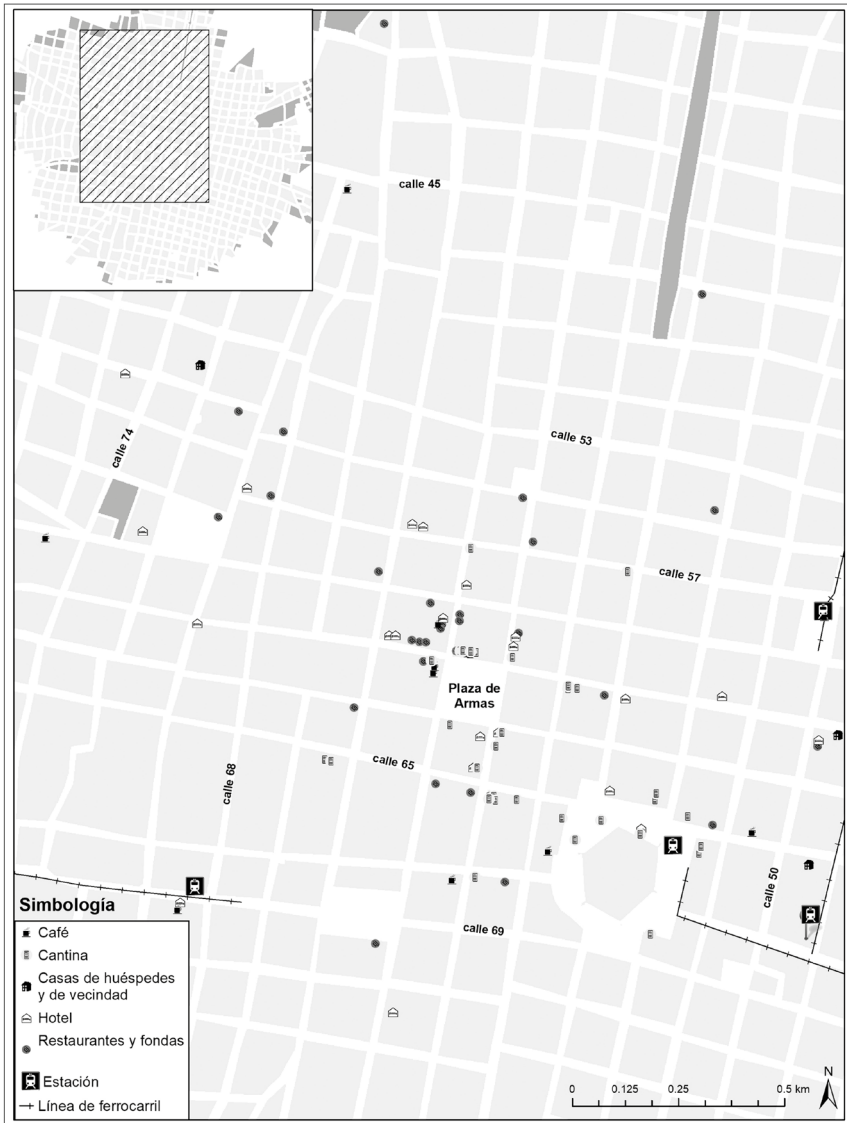 calle 45
calle 53
calle 74
calle 57
Plaza de
Armas
calle 65
calle 68
calle 50
calle 69
Simbología
Café
Cantina
Casas de huéspedes
y de vecindad
Hotel
Restaurantes y fondas
Estación
Línea de ferrocarril
N
0 0.125 0.25 0.5 km